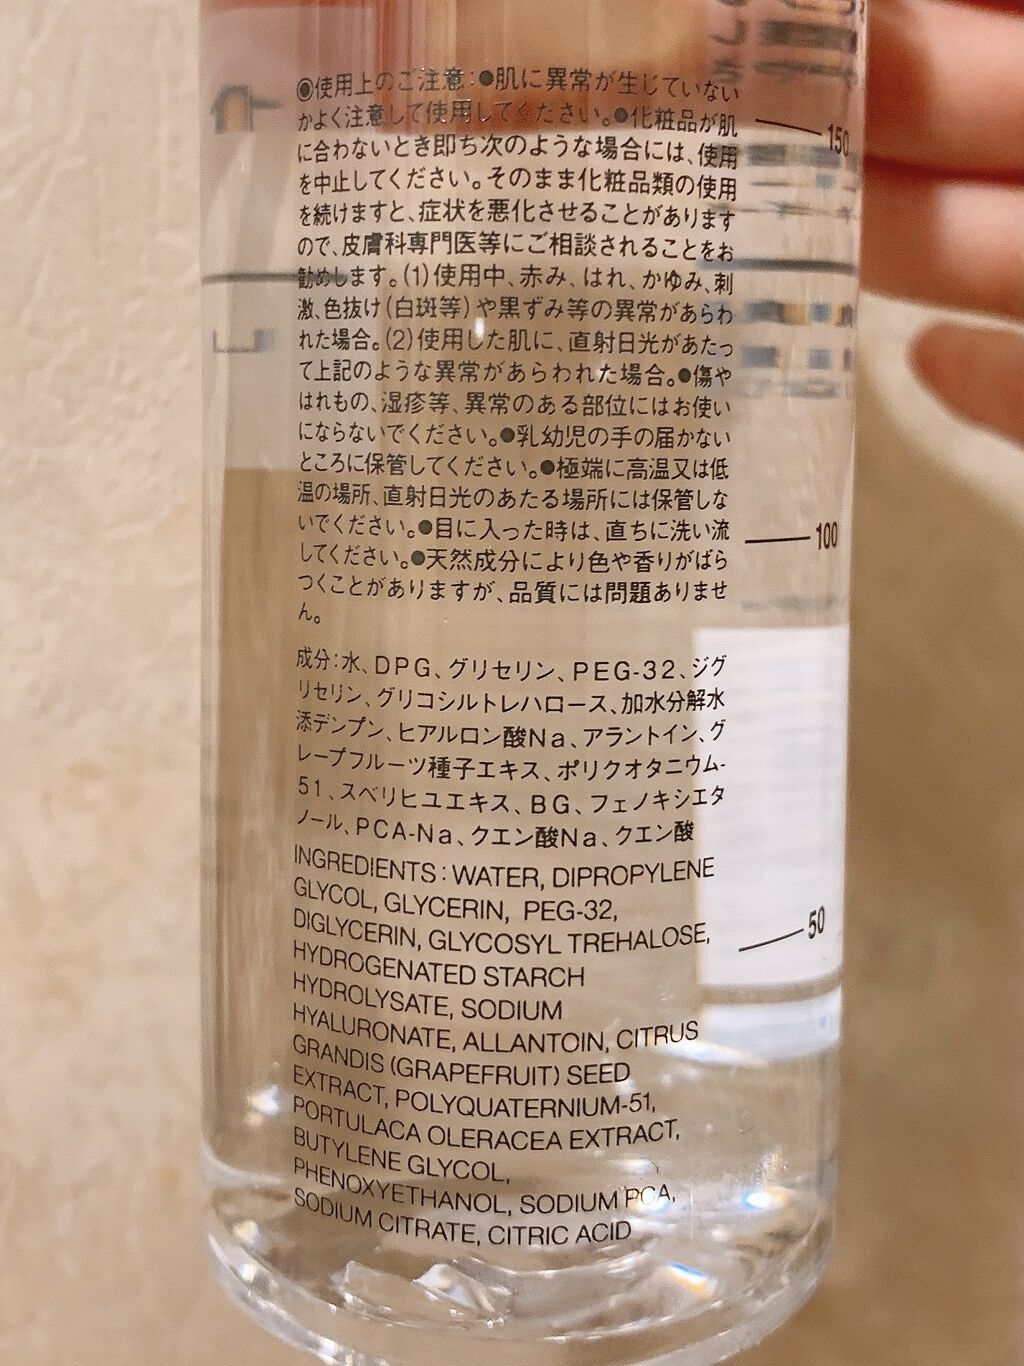 ◉使用上のご注意:●肌に異常が生じていない
かよく注意して使用してください。●化粧品が肌
に合わないとき即ち次のような場合には、使用
を中止してください。そのまま化粧品類の使用
を続けますと、症状を悪化させることがあります
ので、皮膚科専門医等にご相談されることをお
勧めします。(1)使用中、赤み、はれ、かゆみ、刺
激、色抜け(白斑等)や黒ずみ等の異常があらわ
れた場合。(2)使用した肌に、直射日光があたっ
て上記のような異常があらわれた場合。●傷や
はれもの、湿疹等、異常のある部位にはお使い
にならないでください。●乳幼児の手の届かない
ところに保管してください。●極端に高温又は低
温の場所、直射日光のあたる場所には保管しな
いでください。●目に入った時は、直ちに洗い流
してください。●天然成分により色や香りがばら
つくことがありますが、品質には問題ありませ
ん。
成分:水、DPG、グリセリン、PEG-32、ジグ
リセリン、グリコシルトレハロース、加水分解水
添デンプン、ヒアルロン酸Na、アラントイン、グ
レープフルーツ種子エキス、ポリクオタニウム-
51、スベリヒユエキス、BG、フェノキシエタ
ノール、PCA-Na、クエン酸Na、クエン酸
INGREDIENTS: WATER, DIPROPYLENE
GLYCOL, GLYCERIN, PEG-32,
DIGLYCERIN, GLYCOSYL TREHALOSE,
HYDROGENATED STARCH
HYDROLYSATE, SODIUM
HYALURONATE, ALLANTOIN, CITRUS
GRANDIS (GRAPEFRUIT) SEED
EXTRACT, POLYQUATERNIUM-51,
PORTULACA OLERACEA EXTRACT,
BUTYLENE GLYCOL,
PHENOXYETHANOL, SODIUM PCA,
SODIUM CITRATE, CITRIC ACID
150
100
50